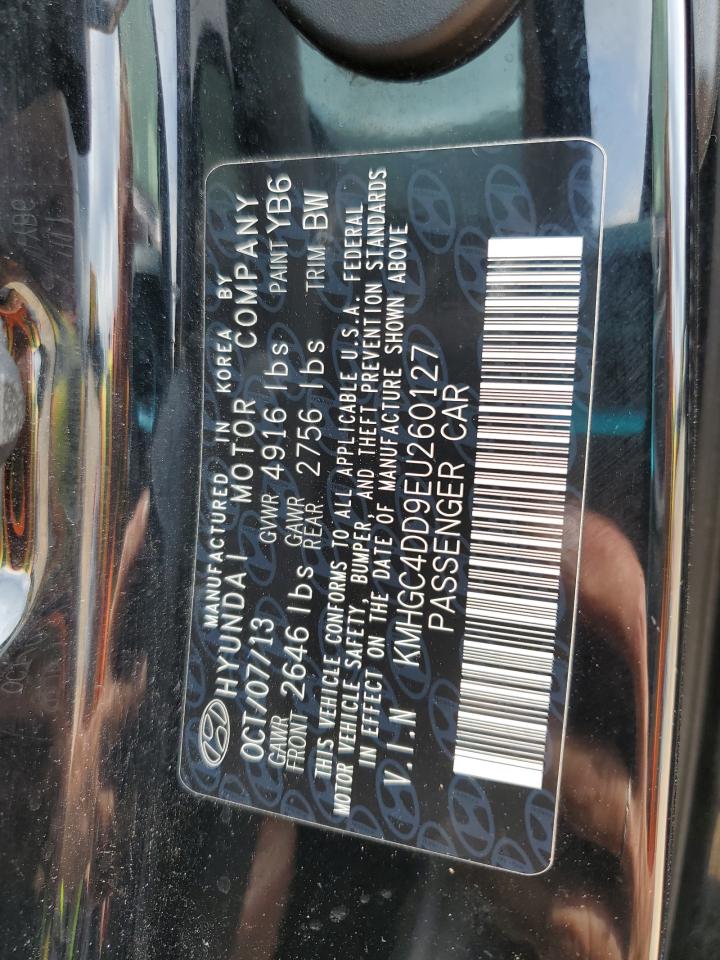 MANUFACTURED IN KOREA BY
HYUNDAI MOTOR COMPANY
OCT/07/13 GVWR 4916 lbs PAINT YB6
GAWR FRONT 2646 lbs GAWR REAR 2756 lbs TRIM BW
THIS VEHICLE CONFORMS TO ALL APPLICABLE U.S.A. FEDERAL
MOTOR VEHICLE SAFETY, BUMPER, AND THEFT PREVENTION STANDARDS
IN EFFECT ON THE DATE OF MANUFACTURE SHOWN ABOVE
V.I.N KMHGC4DD9EU260127
PASSENGER CAR